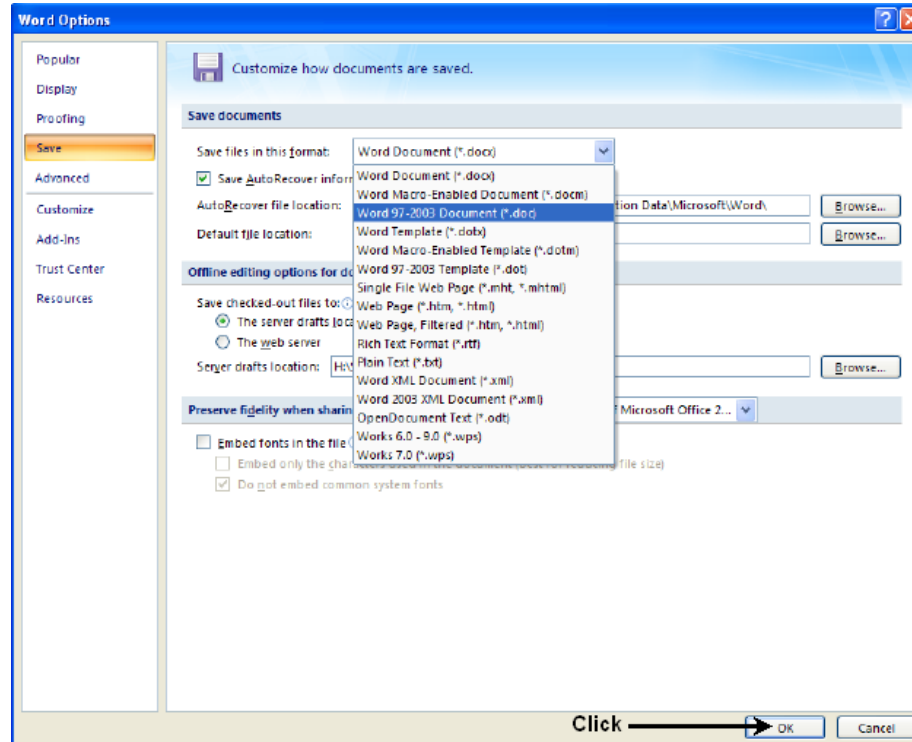 Word Options
Popular
Display
Proofing
Save
Advanced
Customize
Add-Ins
Trust Center
Resources
Customize how documents are saved.
Save documents
Save files in this format: Word Document (*.docx)
Save AutoRecover infor
AutoRecover file location: tion Data\Microsoft\Word\ Browse...
Default file location: Browse...
Word Document (*.docx)
Word Macro-Enabled Document (*.docm)
Word 97-2003 Document (*.doc)
Word Template (*.dotx)
Word Macro-Enabled Template (*.dotm)
Word 97-2003 Template (*.dot)
Single File Web Page (*.mht, *.mhtml)
Web Page (*.htm, *.html)
Web Page, Filtered (*.htm, *.html)
Rich Text Format (*.rtf)
Plain Text (*.txt)
Word XML Document (*.xml)
Word 2003 XML Document (*.xml)
OpenDocument Text (*.odt)
Works 6.0 - 9.0 (*.wps)
Works 7.0 (*.wps)
Offline editing options for do
Save checked-out files to:
The server drafts loca
The web server
Server drafts location: H:\ Browse...
Preserve fidelity when sharin f Microsoft Office 2...
Embed fonts in the file
Embed only the characters used in the document (best for reducing file size)
Do not embed common system fonts
Click OK Cancel